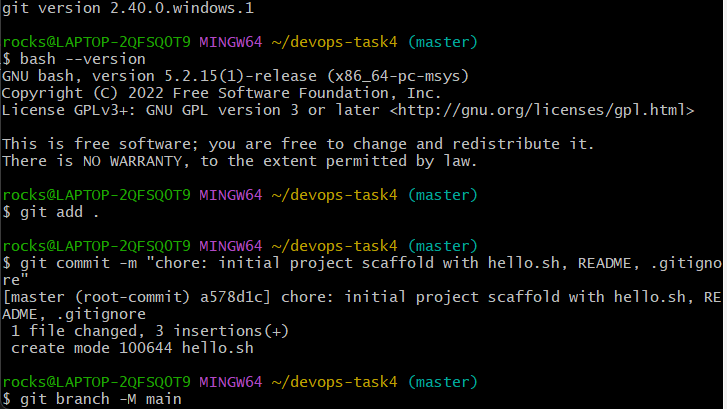 git version 2.40.0.windows.1
rocks@LAPTOP-2QFSQ0T9 MINGW64 ~/devops-task4 (master)
$ bash --version
GNU bash, version 5.2.15(1)-release (x86_64-pc-msys)
Copyright (C) 2022 Free Software Foundation, Inc.
License GPLv3+: GNU GPL version 3 or later <http://gnu.org/licenses/gpl.html>
This is free software; you are free to change and redistribute it.
There is NO WARRANTY, to the extent permitted by law.
rocks@LAPTOP-2QFSQ0T9 MINGW64 ~/devops-task4 (master)
$ git add .
rocks@LAPTOP-2QFSQ0T9 MINGW64 ~/devops-task4 (master)
$ git commit -m "chore: initial project scaffold with hello.sh, README, .gitigno
re"
[master (root-commit) a578d1c] chore: initial project scaffold with hello.sh, RE
ADME, .gitignore
 1 file changed, 3 insertions(+)
 create mode 100644 hello.sh
rocks@LAPTOP-2QFSQ0T9 MINGW64 ~/devops-task4 (master)
$ git branch -M main